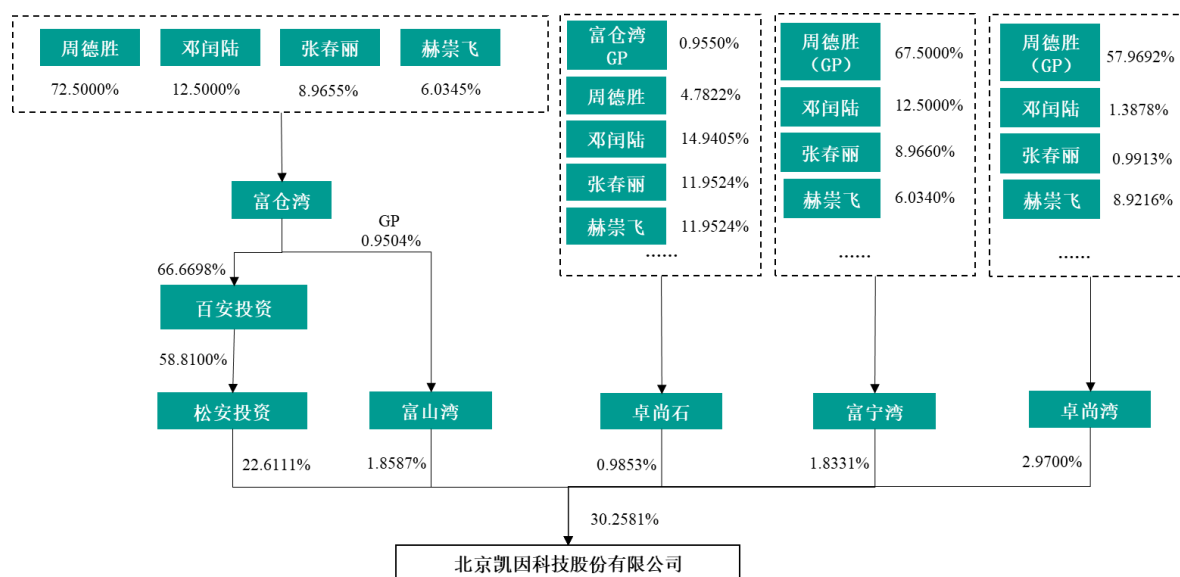 周德胜
邓闰陆
张春丽
赫崇飞
72.5000%
12.5000%
8.9655%
6.0345%
富仓湾
GP
0.9550%
周德胜
4.7822%
邓闰陆
14.9405%
张春丽
11.9524%
赫崇飞
11.9524%
......
周德胜
（GP）
67.5000%
邓闰陆
12.5000%
张春丽
8.9660%
赫崇飞
6.0340%
......
周德胜
（GP）
57.9692%
邓闰陆
1.3878%
张春丽
0.9913%
赫崇飞
8.9216%
......
富仓湾
GP
0.9504%
66.6698%
百安投资
58.8100%
松安投资
富山湾
卓尚石
富宁湾
卓尚湾
22.6111%
1.8587%
0.9853%
1.8331%
2.9700%
30.2581%
北京凯因科技股份有限公司